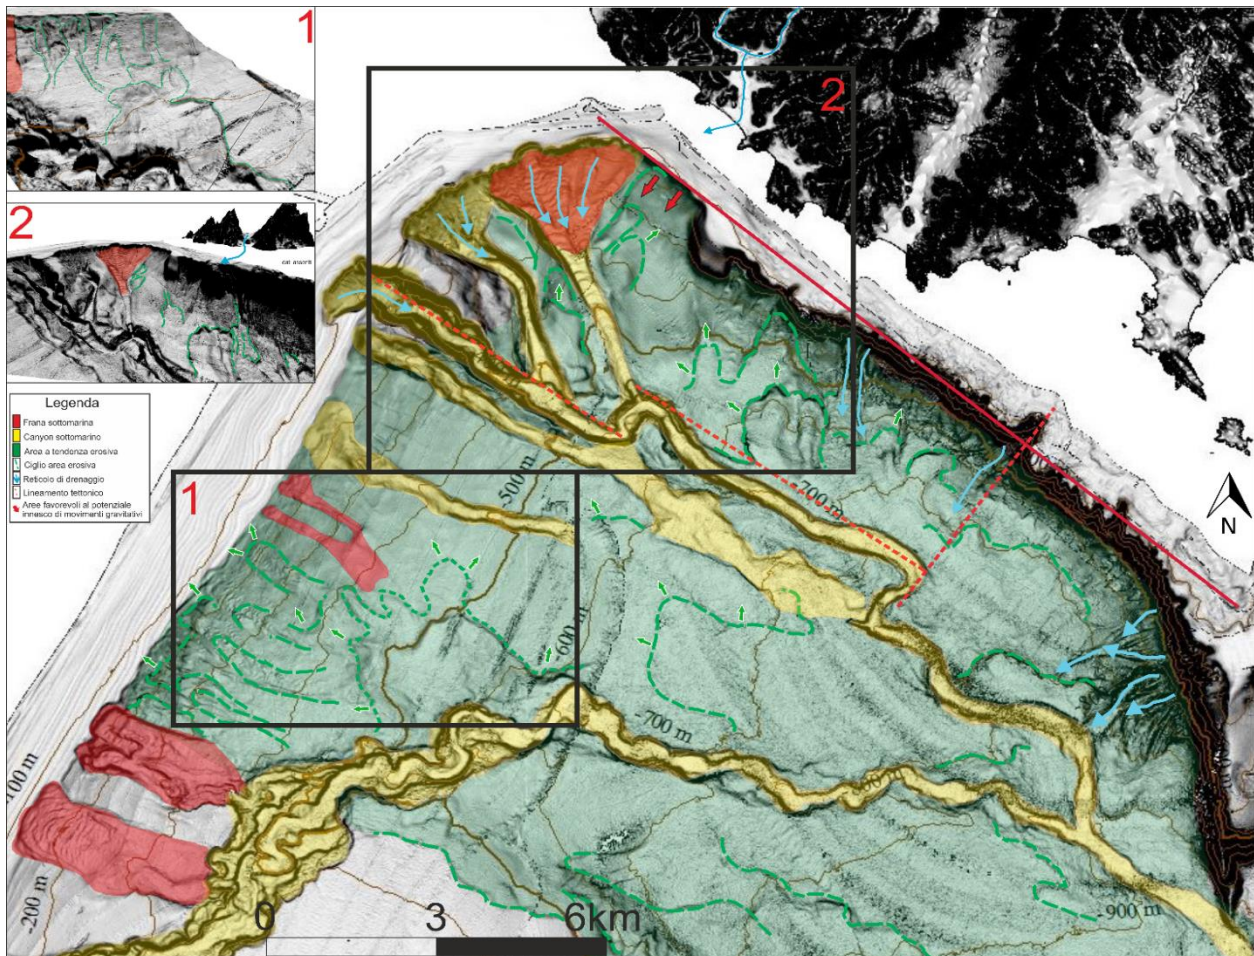 1
2
2
Legenda
Frana sottomarina
Canyon sottomarino
Area a tendenza erosiva
Ciglio area erosiva
Reticolo di drenaggio
Lineamento tettonico
Aree favorevoli al potenziale
innesco di movimenti gravitativi
1
-500 m
-700 m
N
-600 m
-700 m
-100 m
-200 m
-900 m
0 3 6km